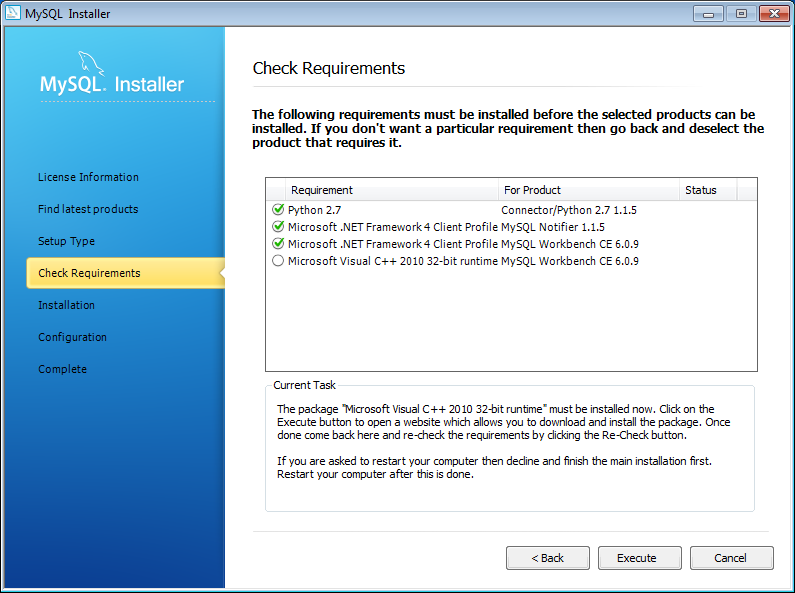 MySQL Installer
MySQL. Installer
License Information
Find latest products
Setup Type
Check Requirements
Installation
Configuration
Complete
Check Requirements
The following requirements must be installed before the selected products can be
installed. If you don't want a particular requirement then go back and deselect the
product that requires it.
Requirement For Product Status
Python 2.7 Connector/Python 2.7 1.1.5
Microsoft .NET Framework 4 Client Profile MySQL Notifier 1.1.5
Microsoft .NET Framework 4 Client Profile MySQL Workbench CE 6.0.9
Microsoft Visual C++ 2010 32-bit runtime MySQL Workbench CE 6.0.9
Current Task
The package "Microsoft Visual C++ 2010 32-bit runtime" must be installed now. Click on the
Execute button to open a website which allows you to download and install the package. Once
done come back here and re-check the requirements by clicking the Re-Check button.
If you are asked to restart your computer then decline and finish the main installation first.
Restart your computer after this is done.
< Back Execute Cancel